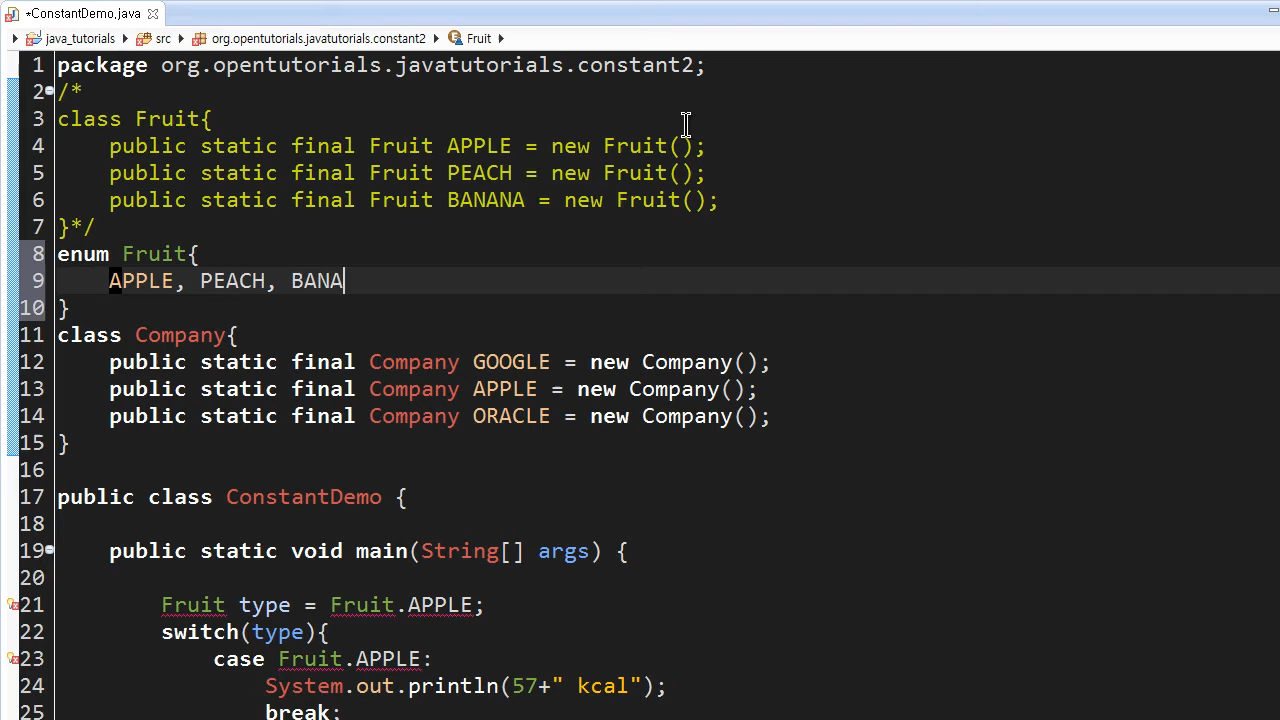 *ConstantDemo.java
java_tutorials src org.opentutorials.javatutorials.constant2 Fruit
1 package org.opentutorials.javatutorials.constant2;
2 /*
3 class Fruit{
4 public static final Fruit APPLE = new Fruit();
5 public static final Fruit PEACH = new Fruit();
6 public static final Fruit BANANA = new Fruit();
7 }*/
8 enum Fruit{
9 APPLE, PEACH, BANA
10 }
11 class Company{
12 public static final Company GOOGLE = new Company();
13 public static final Company APPLE = new Company();
14 public static final Company ORACLE = new Company();
15 }
16
17 public class ConstantDemo {
18
19 public static void main(String[] args) {
20
21 Fruit type = Fruit.APPLE;
22 switch(type){
23 case Fruit.APPLE:
24 System.out.println(57+" kcal");
25 break;